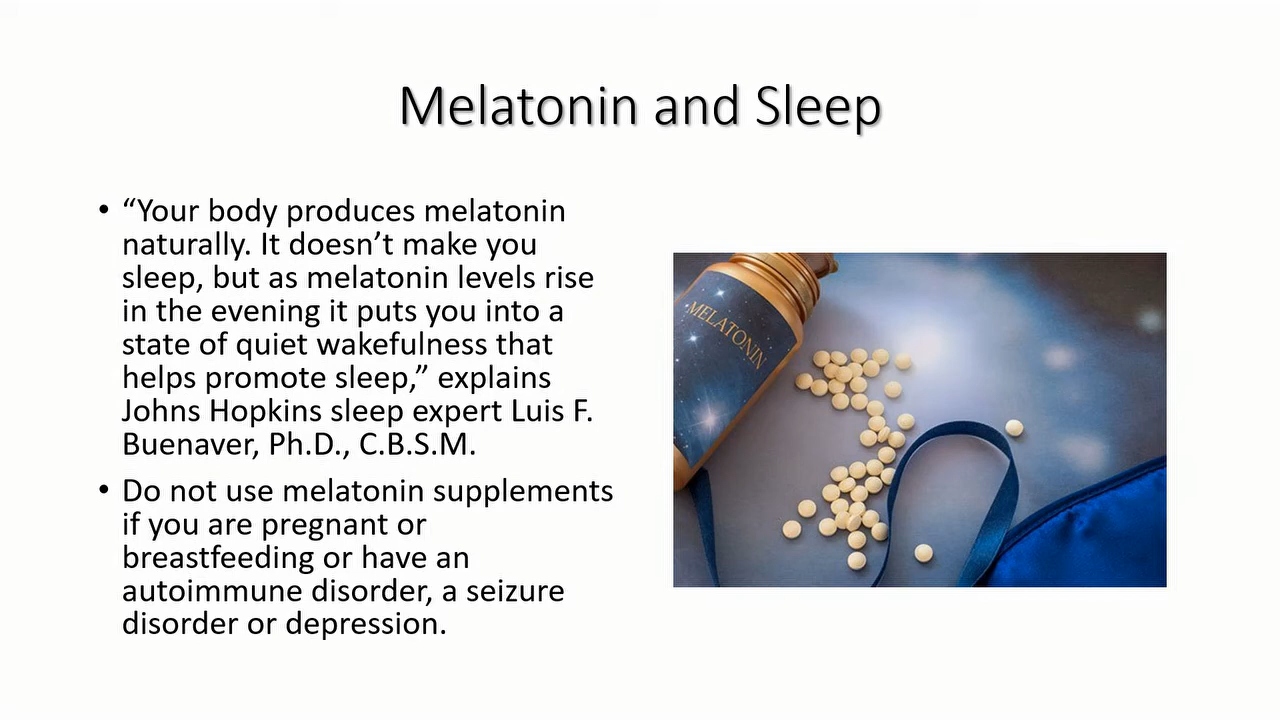 Melatonin and Sleep
• “Your body produces melatonin
naturally. It doesn’t make you
sleep, but as melatonin levels rise
in the evening it puts you into a
state of quiet wakefulness that
helps promote sleep,” explains
Johns Hopkins sleep expert Luis F.
Buenaver, Ph.D., C.B.S.M.
• Do not use melatonin supplements
if you are pregnant or
breastfeeding or have an
autoimmune disorder, a seizure
disorder or depression.
MELATONIN